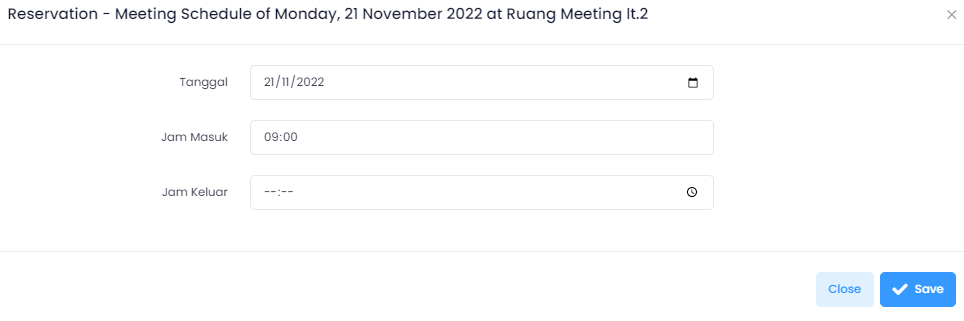 Reservation - Meeting Schedule of Monday, 21 November 2022 at Ruang Meeting lt.2
Tanggal 21/11/2022
Jam Masuk 09:00
Jam Keluar --:--
Close Save